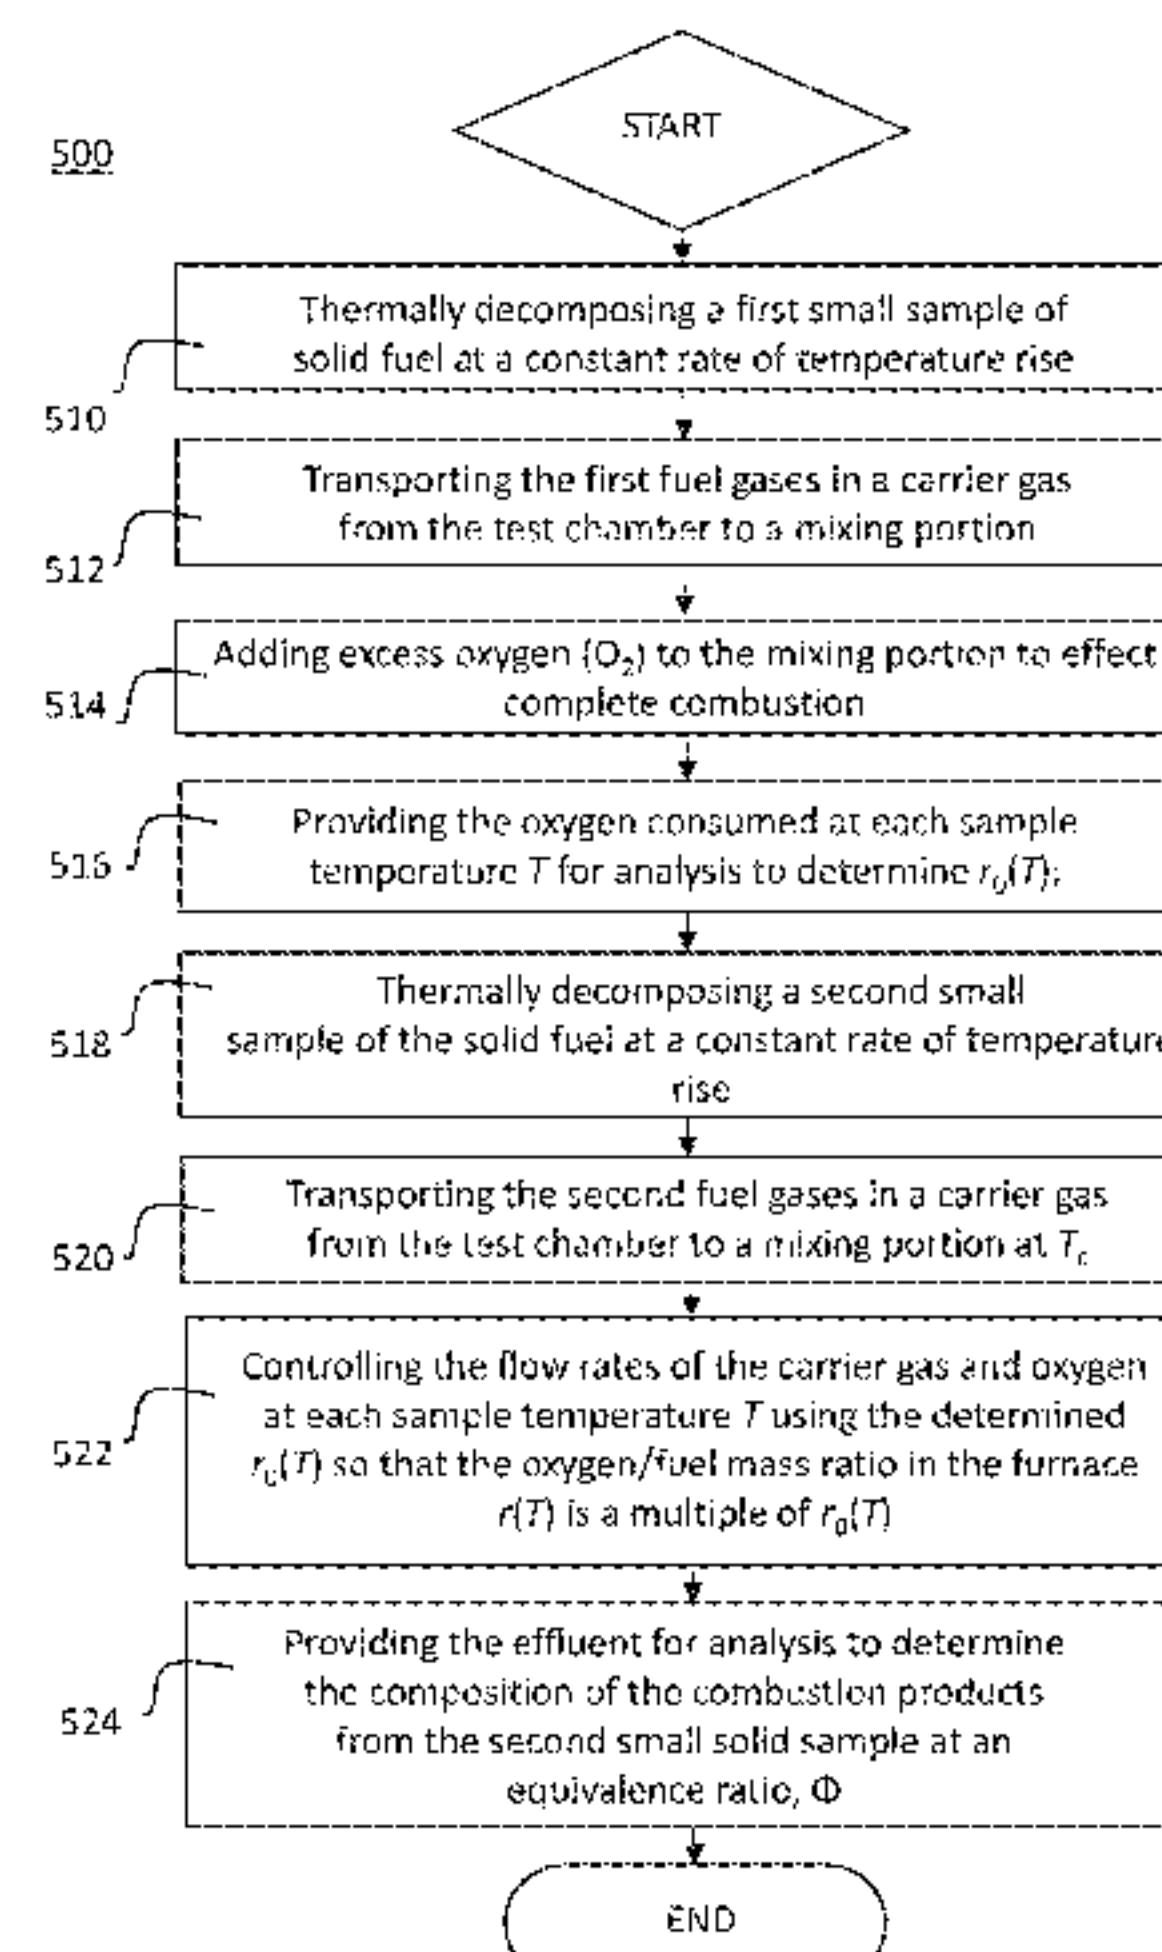 START
500
Thermally decomposing a first small sample of
solid fuel at a constant rate of temperature rise
510
Transporting the first fuel gases in a carrier gas
from the test chamber to a mixing portion
512
Adding excess oxygen (O₂) to the mixing portion to effect
complete combustion
514
Providing the oxygen consumed at each sample
temperature T for analysis to determine r₀(T);
516
Thermally decomposing a second small
sample of the solid fuel at a constant rate of temperature
rise
518
Transporting the second fuel gases in a carrier gas
from the test chamber to a mixing portion at T꜀
520
Controlling the flow rates of the carrier gas and oxygen
at each sample temperature T using the determined
r₀(T) so that the oxygen/fuel mass ratio in the furnace
r(T) is a multiple of r₀(T)
522
Providing the effluent for analysis to determine
the composition of the combustion products
from the second small solid sample at an
equivalence ratio, Φ
524
END